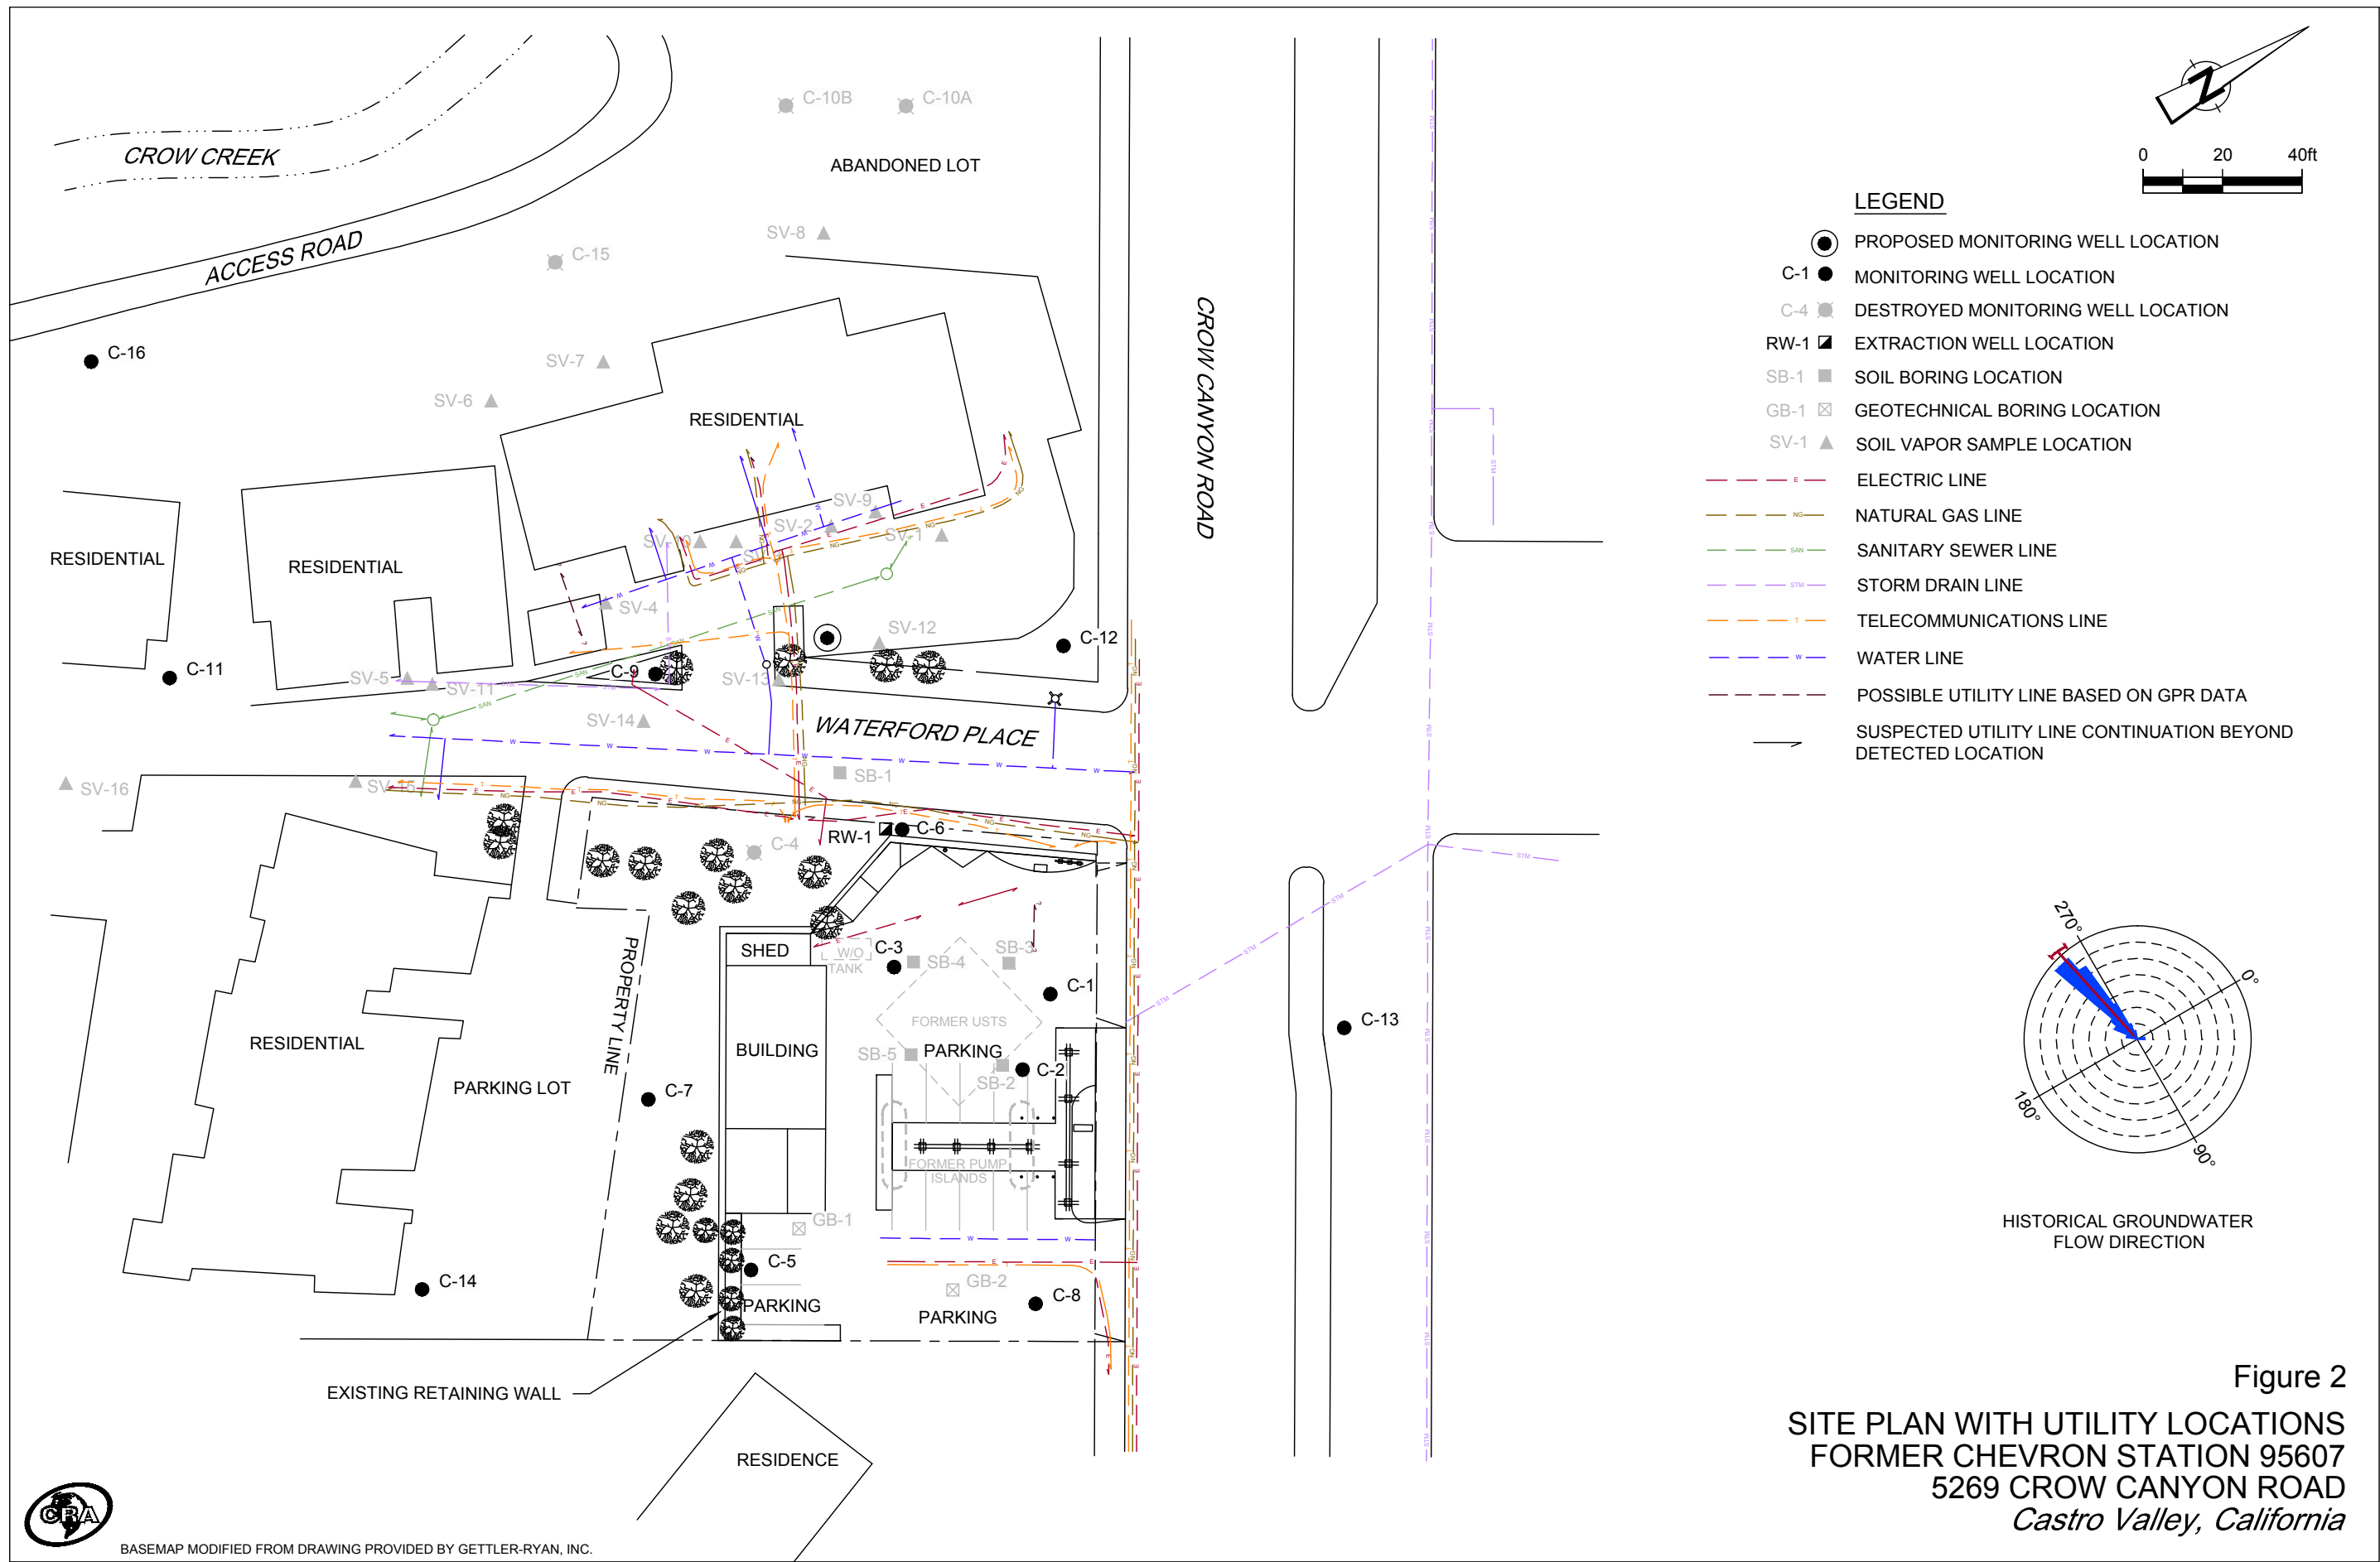 C-10B
C-10A
CROW CREEK
ABANDONED LOT
N
0 20 40ft
LEGEND
PROPOSED MONITORING WELL LOCATION
C-1 MONITORING WELL LOCATION
C-4 DESTROYED MONITORING WELL LOCATION
RW-1 EXTRACTION WELL LOCATION
SB-1 SOIL BORING LOCATION
GB-1 GEOTECHNICAL BORING LOCATION
SV-1 SOIL VAPOR SAMPLE LOCATION
E ELECTRIC LINE
NG NATURAL GAS LINE
SAN SANITARY SEWER LINE
STM STORM DRAIN LINE
T TELECOMMUNICATIONS LINE
W WATER LINE
POSSIBLE UTILITY LINE BASED ON GPR DATA
SUSPECTED UTILITY LINE CONTINUATION BEYOND
DETECTED LOCATION
SV-8
C-15
ACCESS ROAD
CROW CANYON ROAD
C-16
SV-7
SV-6
RESIDENTIAL
SV-9
SV-2
SV-10
SV-1
RESIDENTIAL
RESIDENTIAL
SV-4
SV-12
C-12
C-11
C-9
SV-5
SV-11
SV-13
SV-14
WATERFORD PLACE
SB-1
SV-16
SV-15
RW-1
C-6
C-4
SHED
W/O
TANK
C-3
SB-4
SB-3
C-1
PROPERTY LINE
FORMER USTS
C-13
RESIDENTIAL
BUILDING
SB-5
PARKING
C-2
SB-2
PARKING LOT
C-7
FORMER PUMP
ISLANDS
GB-1
C-5
GB-2
C-14
C-8
PARKING
PARKING
EXISTING RETAINING WALL
RESIDENCE
270°
0°
180°
90°
HISTORICAL GROUNDWATER
FLOW DIRECTION
Figure 2
SITE PLAN WITH UTILITY LOCATIONS
FORMER CHEVRON STATION 95607
5269 CROW CANYON ROAD
Castro Valley, California
CRA
BASEMAP MODIFIED FROM DRAWING PROVIDED BY GETTLER-RYAN, INC.